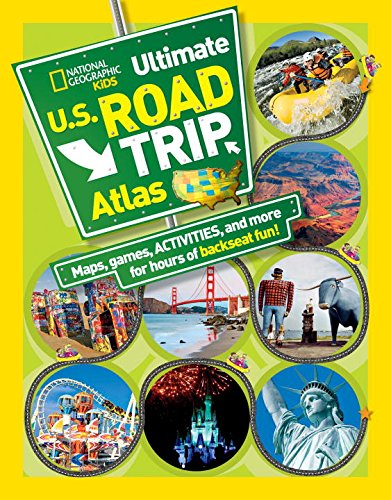 NATIONAL
GEOGRAPHIC
KiDS
Ultimate
U.S. ROAD
TRIP
Atlas
Maps, games, ACTIVITIES, and more
for hours of backseat fun!